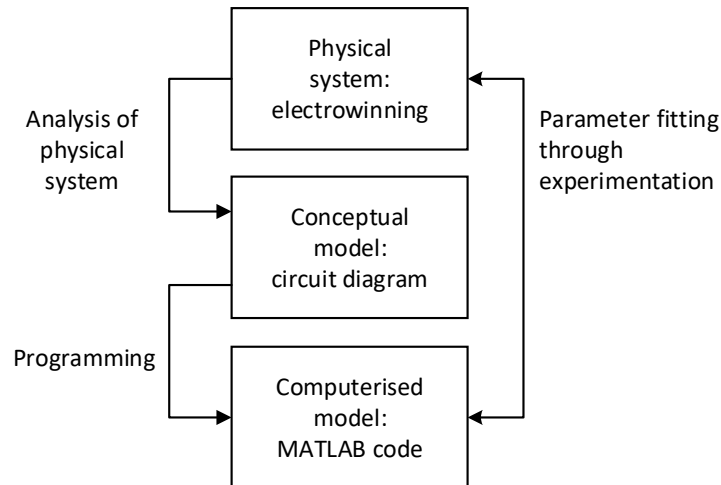 Physical
system:
electrowinning
Analysis of
physical
system
Parameter fitting
through
experimentation
Conceptual
model:
circuit diagram
Programming
Computerised
model:
MATLAB code